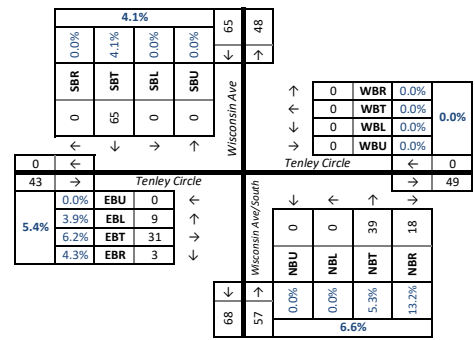 4.1%
0.0% 4.1% 0.0% 0.0%
SBR SBT SBL SBU
0 65 0 0
← ↓ → ↑
65 48
↓ ↑
Wisconsin Ave
↑ 0 WBR 0.0%
← 0 WBT 0.0%
↓ 0 WBL 0.0%
→ 0 WBU 0.0%
0.0%
0 ← Tenley Circle ← 0
43 → Tenley Circle → 49
5.4%
0.0% EBU 0 ←
3.9% EBL 9 ↑
6.2% EBT 31 →
4.3% EBR 3 ↓
Wisconsin Ave/South
↓ ← ↑ →
0 0 39 18
NBU NBL NBT NBR
0.0% 0.0% 5.3% 13.2%
↓ ↑
68 57
6.6%